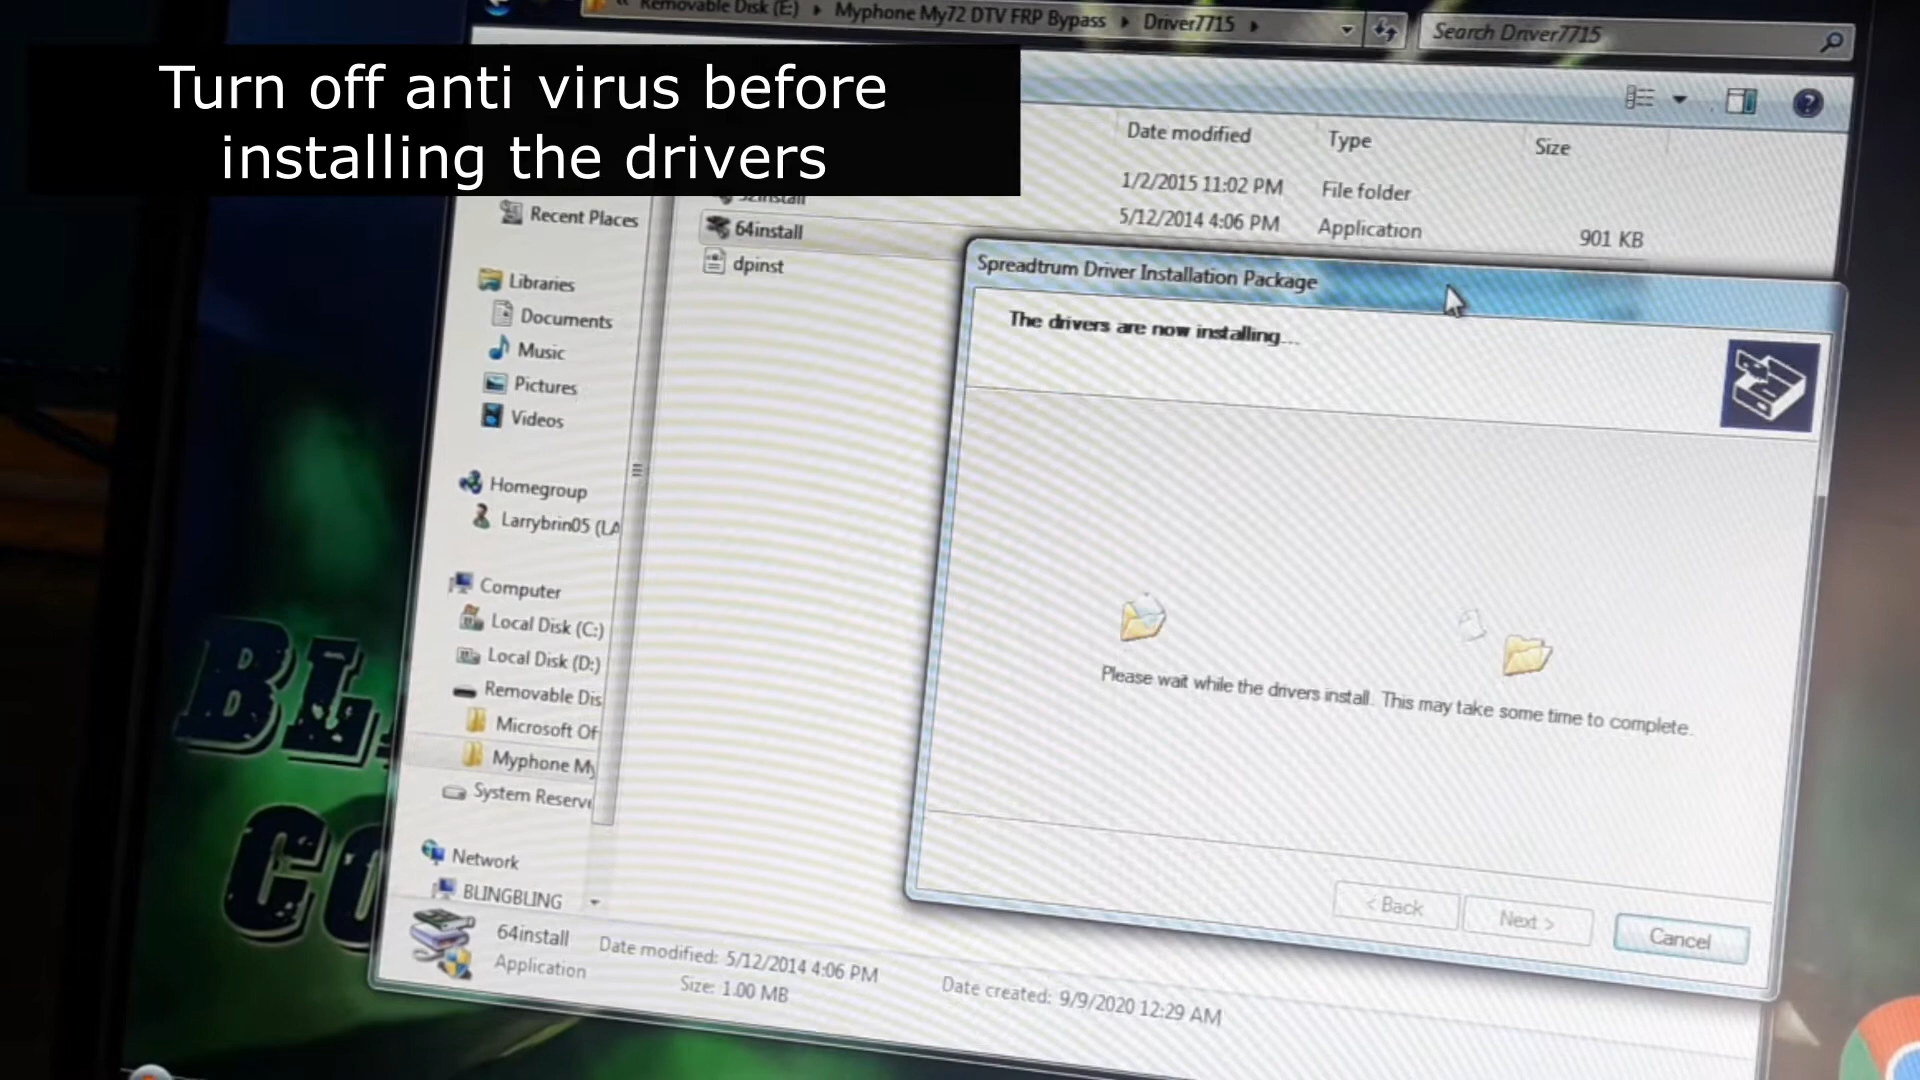 Removable Disk (E:) ▸ Myphone My72 DTV FRP Bypass ▸ Driver7715 ▸
Search Driver7715
Turn off anti virus before
installing the drivers
Date modified Type Size
1/2/2015 11:02 PM File folder
32install 5/12/2014 4:06 PM Application 901 KB
64install
dpinst
Recent Places
Libraries
Documents
Music
Pictures
Videos
Homegroup
Larrybrin05 (LA
Computer
Local Disk (C:)
Local Disk (D:)
Removable Dis
Microsoft Of
Myphone My
System Reserve
Network
BLINGBLING
Spreadtrum Driver Installation Package
The drivers are now installing...
Please wait while the drivers install. This may take some time to complete.
< Back Next > Cancel
64install Date modified: 5/12/2014 4:06 PM Date created: 9/9/2020 12:29 AM
Application Size: 1.00 MB